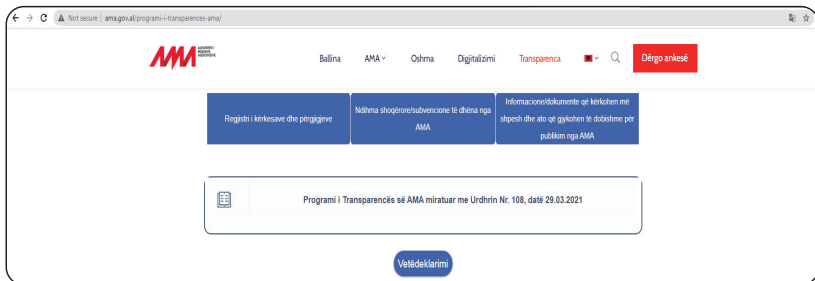 Not secure | ama.gov.al/programi-i-transparences-ama/
AMA AUTORITETI I MEDIAVE AUDIOVIZIVE
Ballina AMA Oshma Digjitalizimi Transparenca Dërgo ankesë
Regjistri i kërkesave dhe përgjigjeve
Ndihma shoqërore/subvencione të dhëna nga
AMA
Informacione/dokumente që kërkohen më
shpesh dhe ato që gjykohen të dobishme për
publikim nga AMA
Programi i Transparencës së AMA miratuar me Urdhrin Nr. 108, datë 29.03.2021
Vetëdeklarimi